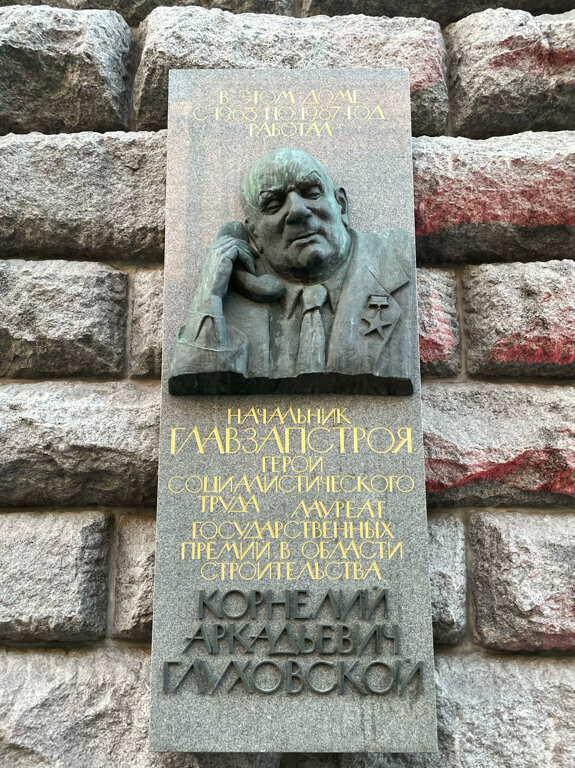 В ЭТОМ ДОМЕ
С 1963 ПО 1987 ГОД
РАБОТАЛ
НАЧАЛЬНИК
ГЛАВЗАПСТРОЯ
ГЕРОЙ
СОЦИАЛИСТИЧЕСКОГО
ТРУДА ЛАУРЕАТ
ГОСУДАРСТВЕННЫХ
ПРЕМИЙ В ОБЛАСТИ
СТРОИТЕЛЬСТВА
КОРНЕЛИЙ
АРКАДЬЕВИЧ
ГЛУХОВСКОЙ